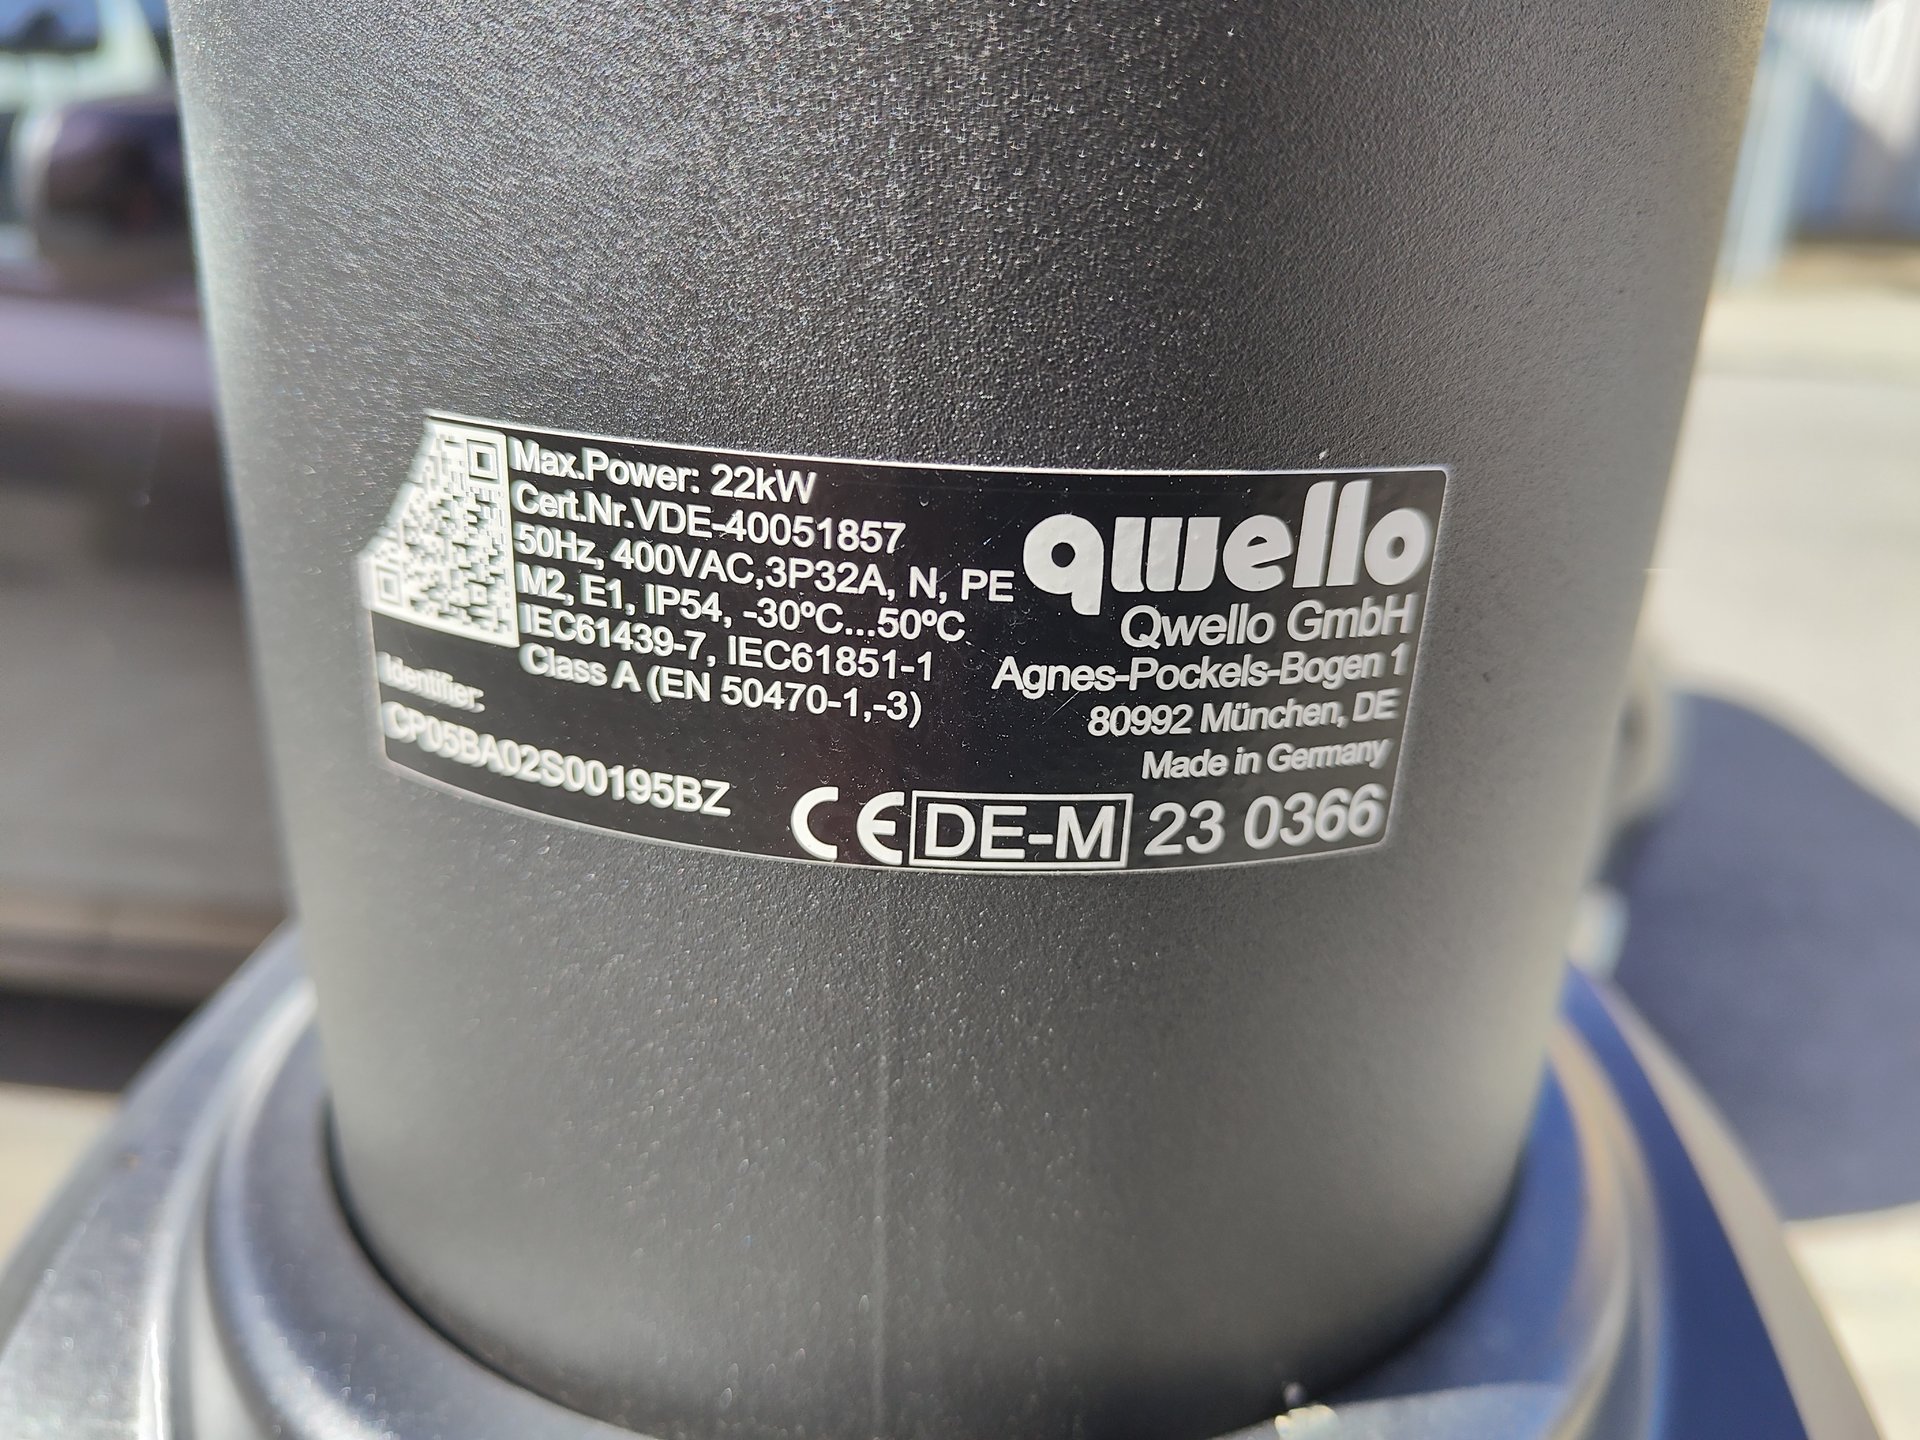 Max.Power: 22kW
Cert.Nr.VDE-40051857
50Hz, 400VAC,3P32A, N, PE
M2, E1, IP54, -30ºC...50ºC
IEC61439-7, IEC61851-1
Class A (EN 50470-1,-3)
Identifier:
CP05BA02S00195BZ
qwello
Qwello GmbH
Agnes-Pockels-Bogen 1
80992 München, DE
Made in Germany
CE DE-M 23 0366